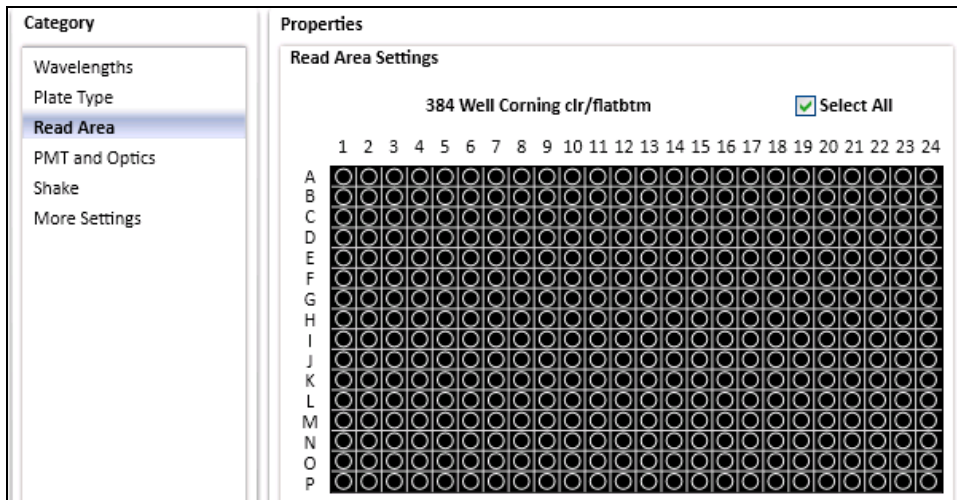 Category
Wavelengths
Plate Type
Read Area
PMT and Optics
Shake
More Settings
Properties
Read Area Settings
384 Well Corning clr/flatbtm
Select All
1 2 3 4 5 6 7 8 9 10 11 12 13 14 15 16 17 18 19 20 21 22 23 24
A
B
C
D
E
F
G
H
I
J
K
L
M
N
O
P